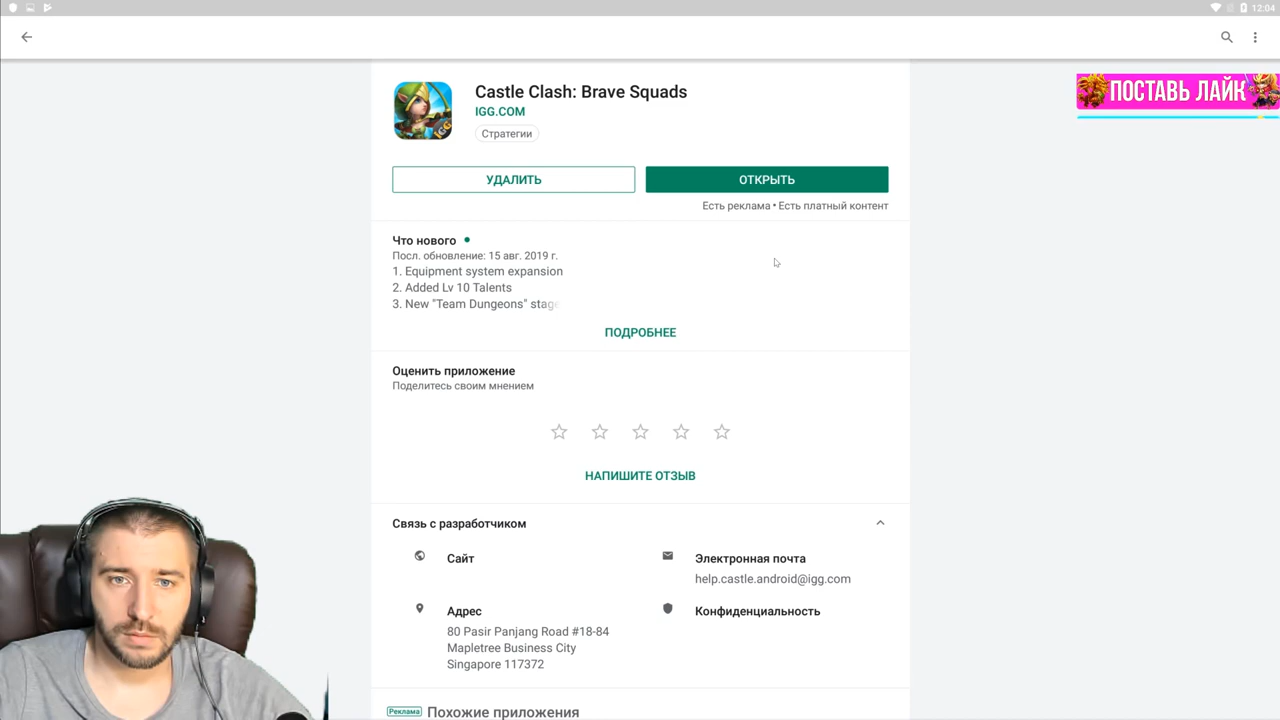 12:04
Castle Clash: Brave Squads
IGG.COM
Стратегии
ПОСТАВЬ ЛАЙК
УДАЛИТЬ
ОТКРЫТЬ
Есть реклама • Есть платный контент
Что нового
Посл. обновление: 15 авг. 2019 г.
1. Equipment system expansion
2. Added Lv 10 Talents
3. New "Team Dungeons" stage
ПОДРОБНЕЕ
Оценить приложение
Поделитесь своим мнением
НАПИШИТЕ ОТЗЫВ
Связь с разработчиком
Сайт
Электронная почта
help.castle.android@igg.com
Адрес
80 Pasir Panjang Road #18-84
Mapletree Business City
Singapore 117372
Конфиденциальность
Реклама Похожие приложения